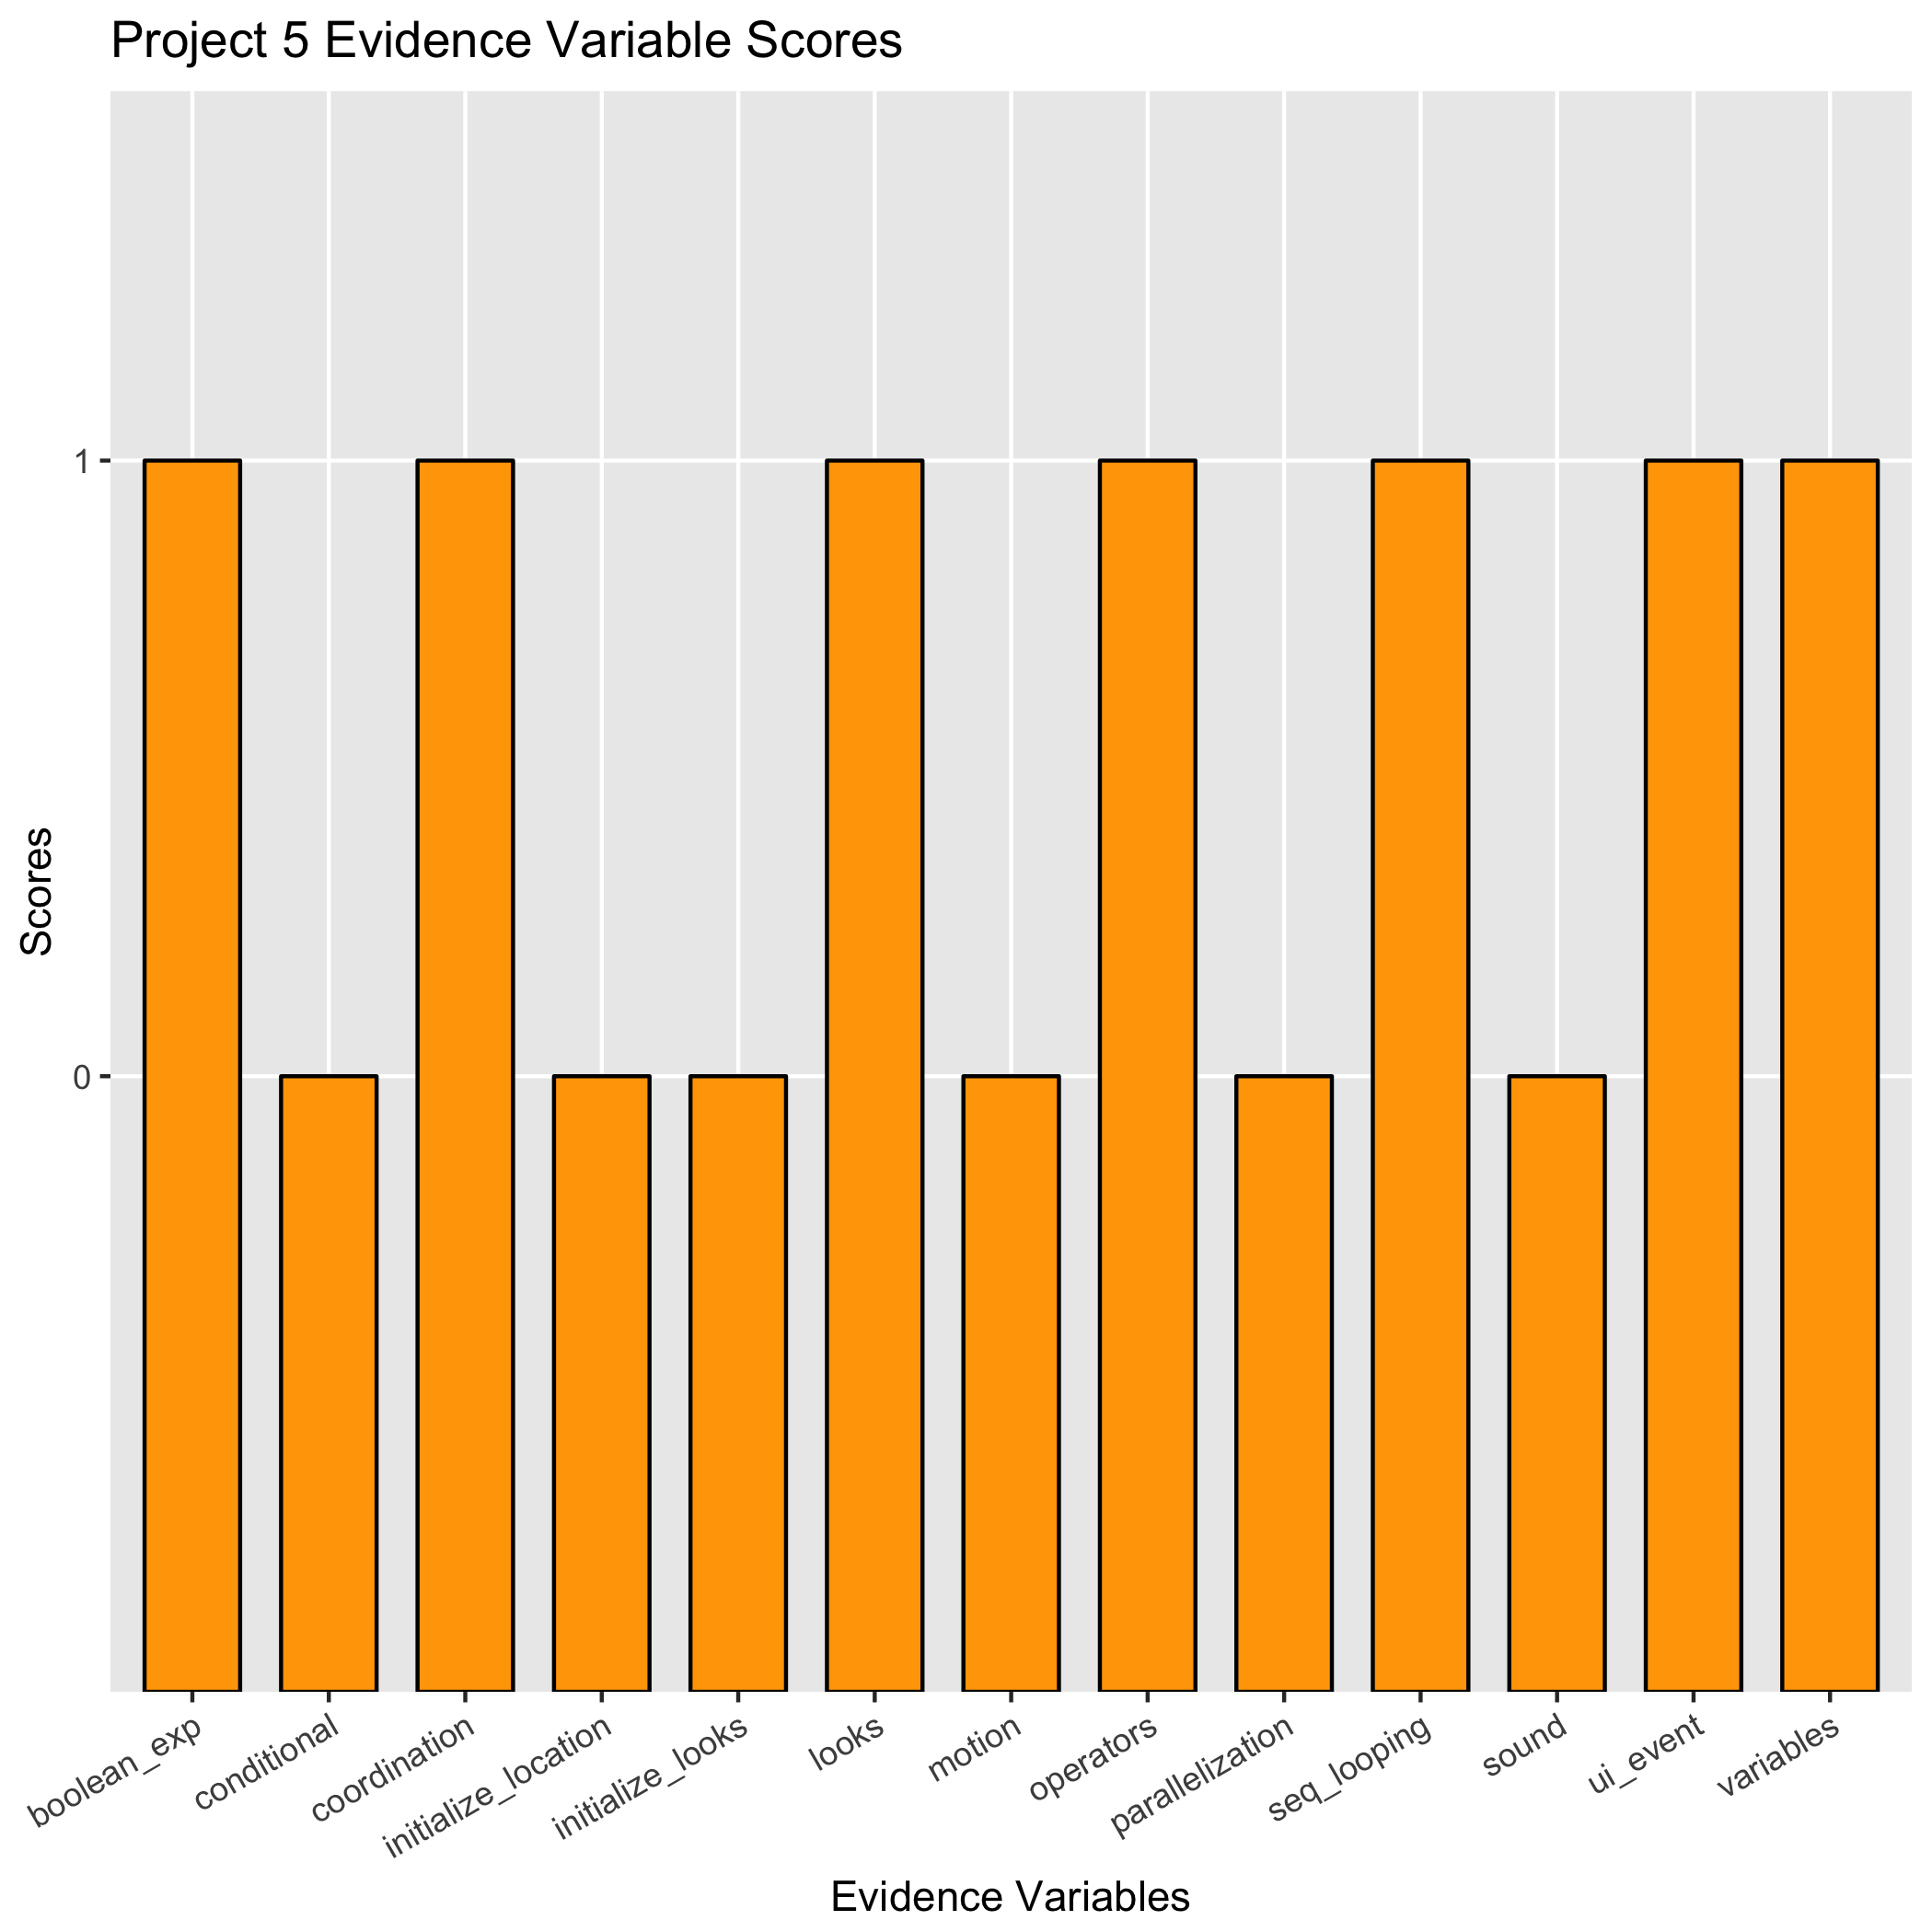 Project 5 Evidence Variable Scores
Scores
1
0
boolean_exp
conditional
coordination
initialize_location
initialize_looks
looks
motion
operators
parallelization
seq_looping
sound
ui_event
variables
Evidence Variables